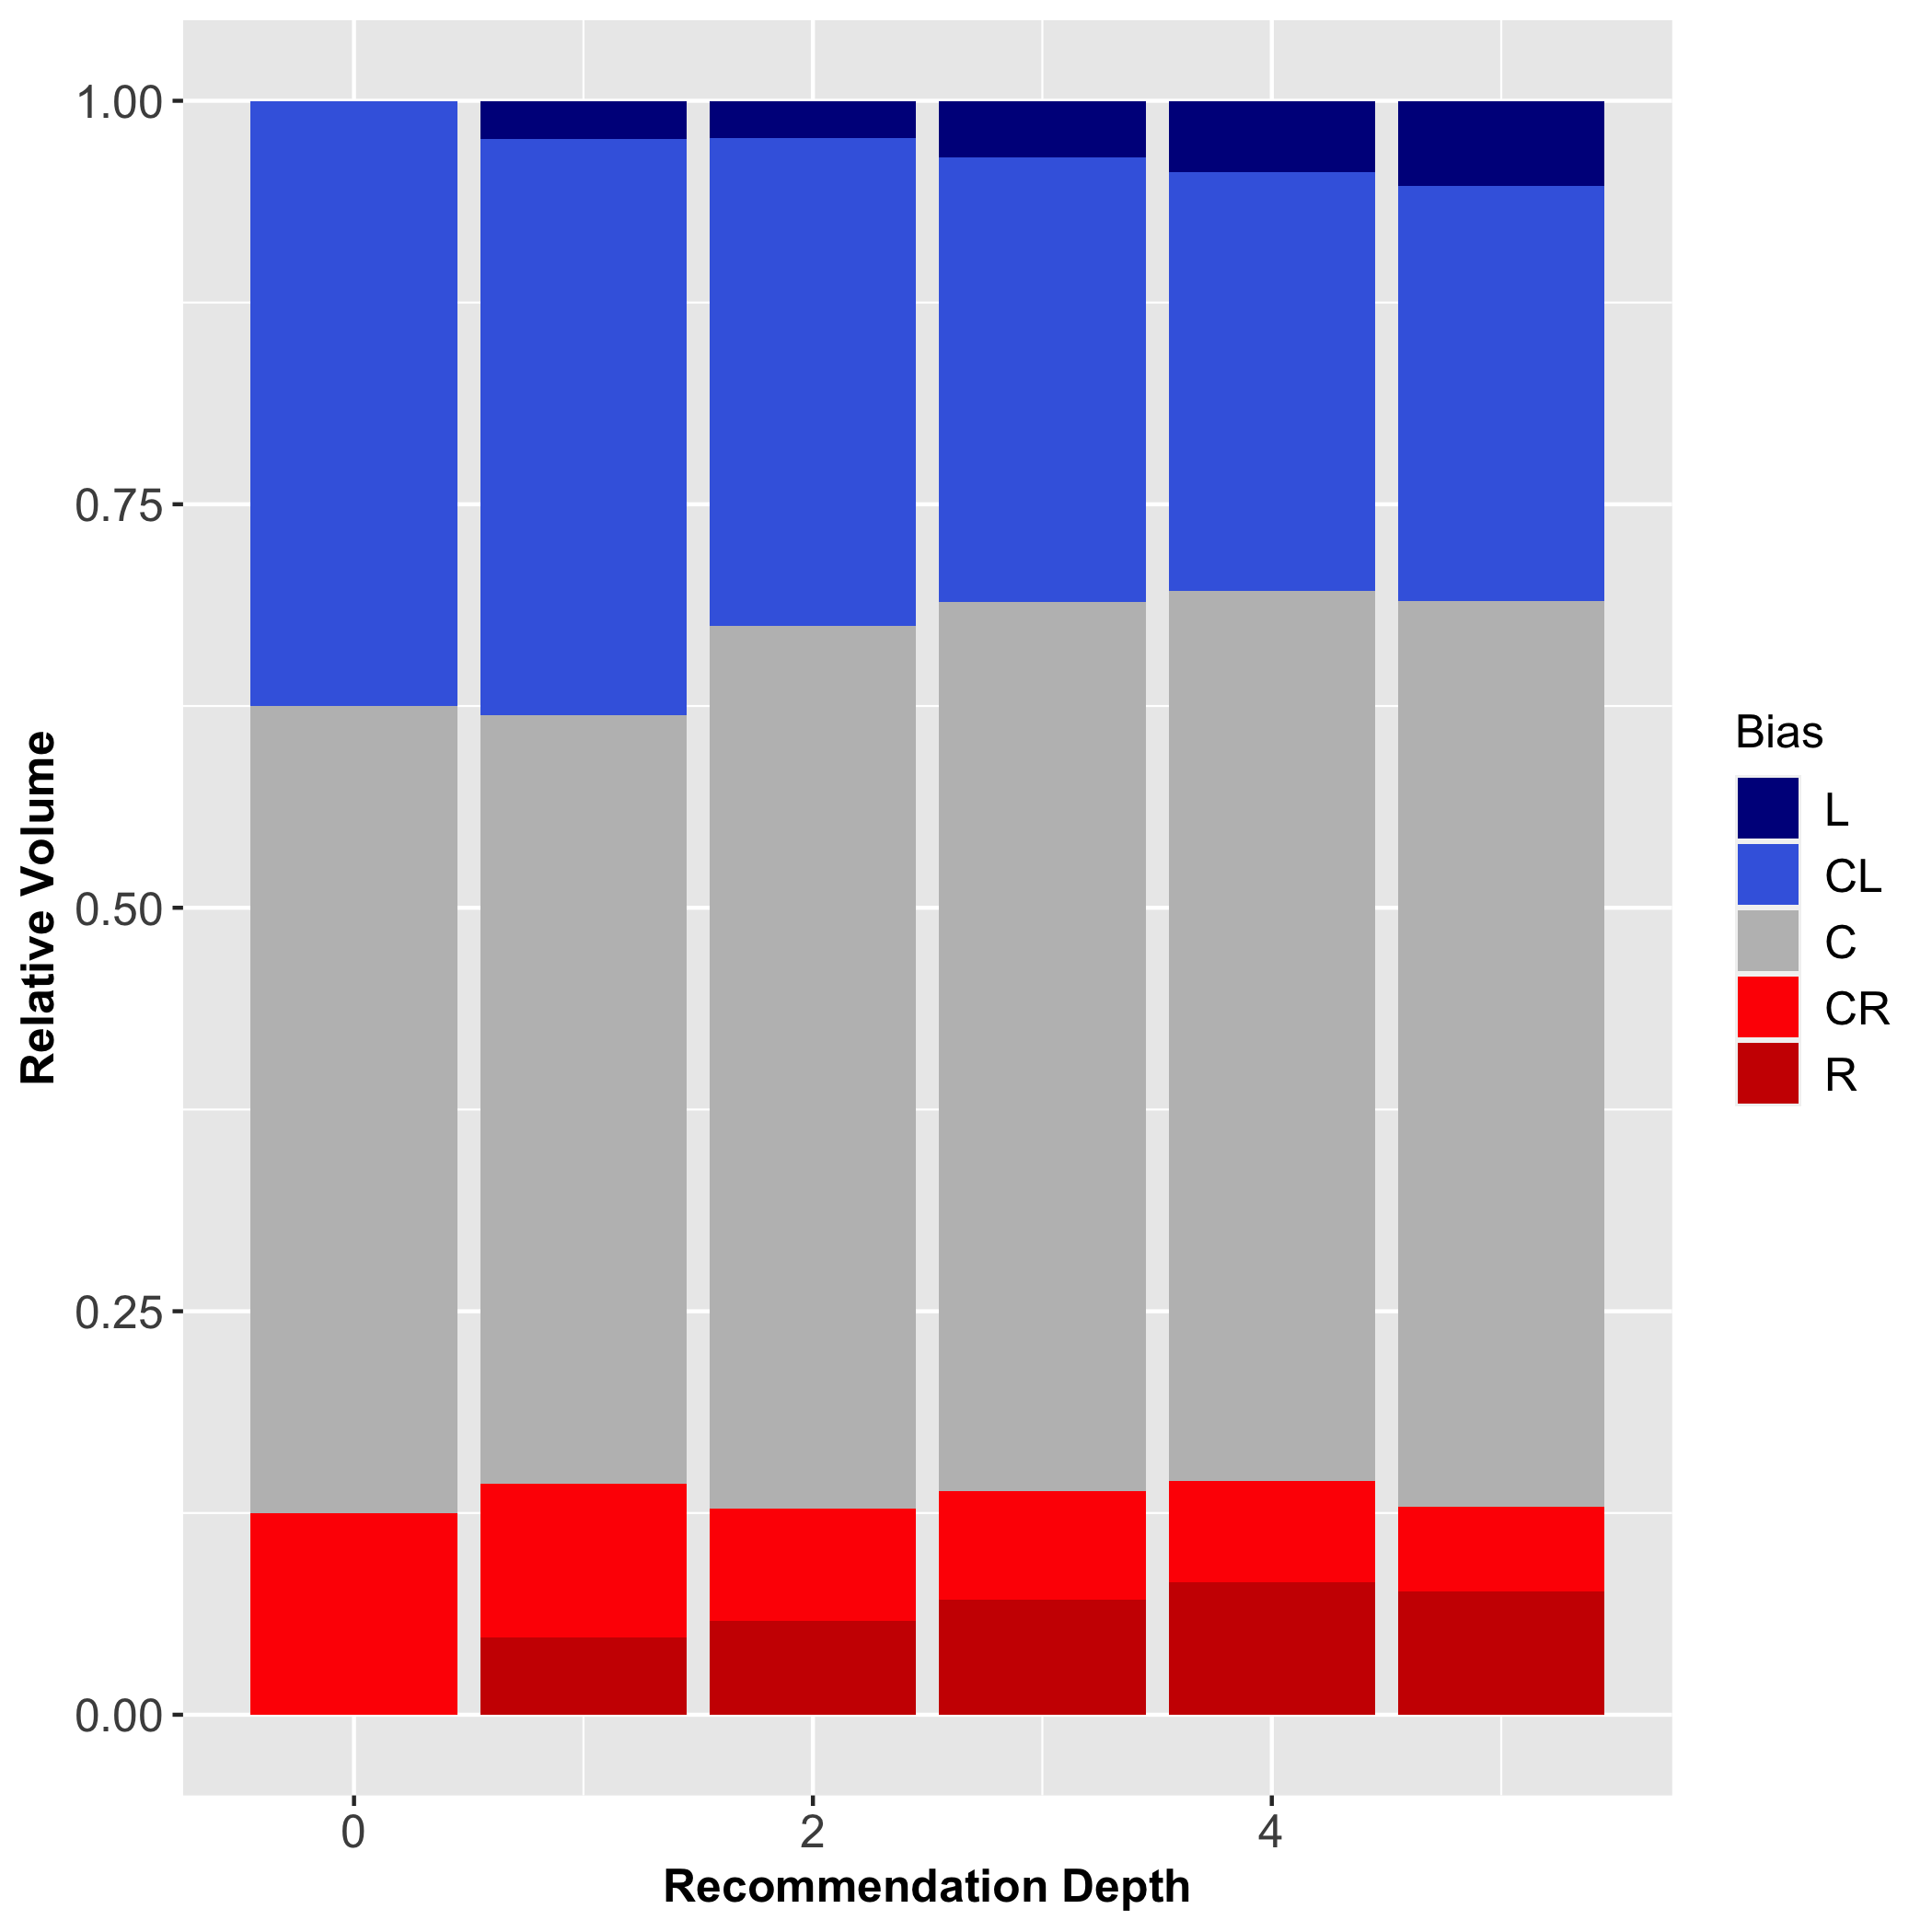 1.00
0.75
0.50
0.25
0.00
Relative Volume
0
2
4
Recommendation Depth
Bias
L
CL
C
CR
R